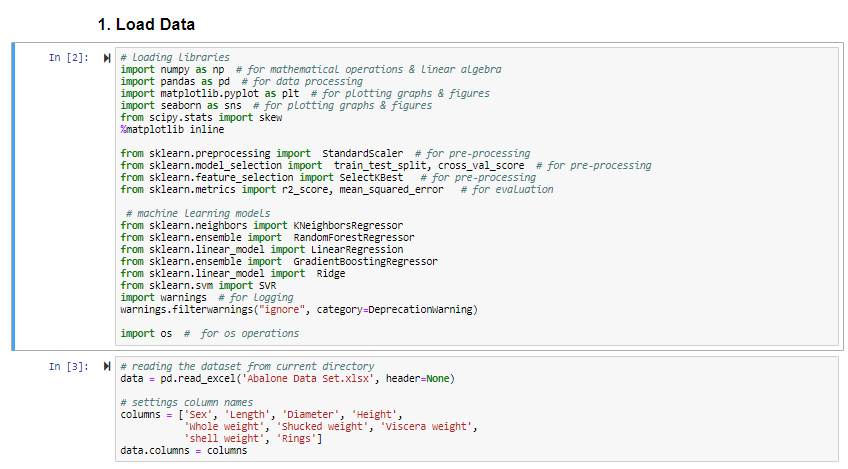 1. Load Data
In [2]:
# Loading Libraries
import numpy as np  # for mathematical operations & linear algebra
import pandas as pd  # for data processing
import matplotlib.pyplot as plt  # for plotting graphs & figures
import seaborn as sns  # for plotting graphs & figures
from scipy.stats import skew
%matplotlib inline
from sklearn.preprocessing import  StandardScaler  # for pre-processing
from sklearn.model_selection import  train_test_split, cross_val_score  # for pre-processing
from sklearn.feature_selection import SelectKBest   # for pre-processing
from sklearn.metrics import r2_score, mean_squared_error   # for evaluation
 # machine learning models
from sklearn.neighbors import KNeighborsRegressor
from sklearn.ensemble import  RandomForestRegressor
from sklearn.linear_model import LinearRegression
from sklearn.ensemble import  GradientBoostingRegressor
from sklearn.linear_model import  Ridge
from sklearn.svm import SVR
import warnings  # for logging
warnings.filterwarnings("ignore", category=DeprecationWarning)
import os  #  for os operations
In [3]:
# reading the dataset from current directory
data = pd.read_excel('Abalone Data Set.xlsx', header=None)
# settings column names
columns = ['Sex', 'Length', 'Diameter', 'Height',
           'Whole weight', 'Shucked weight', 'Viscera weight',
           'shell weight', 'Rings']
data.columns = columns